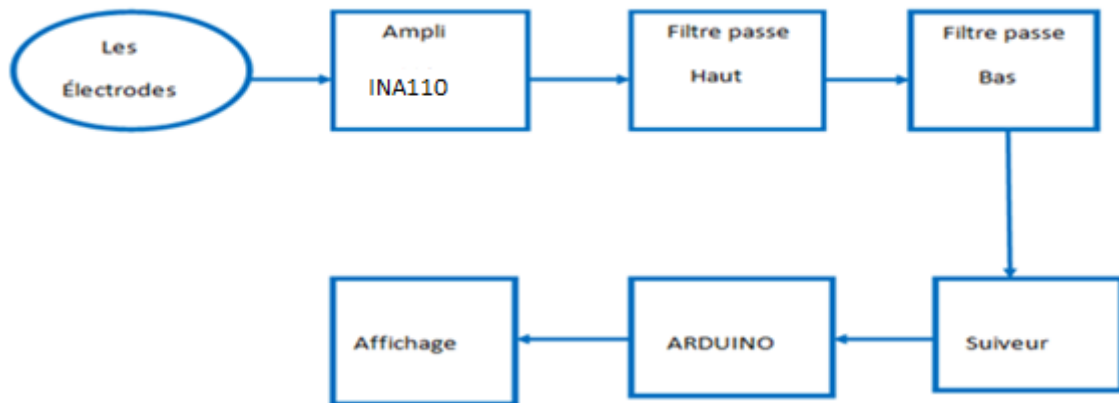 Les
Électrodes
Ampli
INA110
Filtre passe
Haut
Filtre passe
Bas
Suiveur
ARDUINO
Affichage